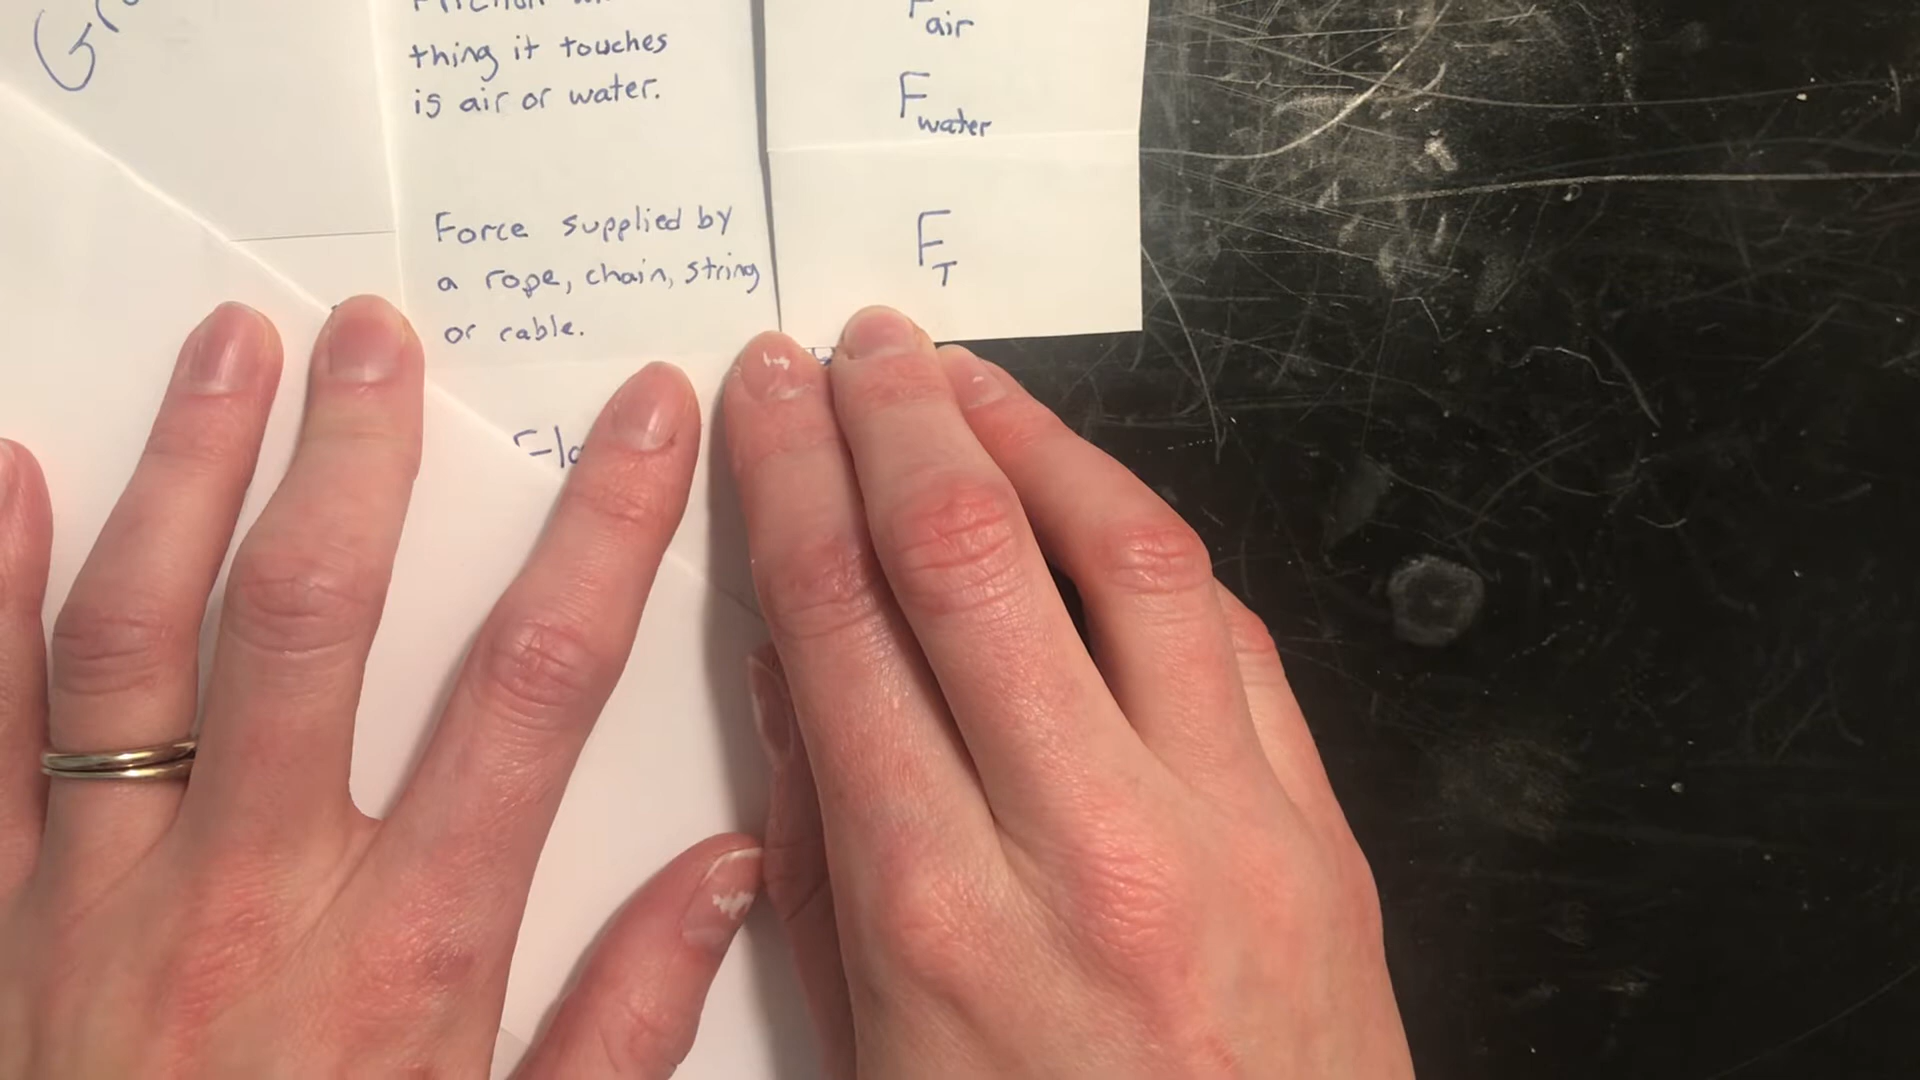 thing it touches
is air or water.
Force supplied by
a rope, chain, string
or cable.
F air
F water
F T